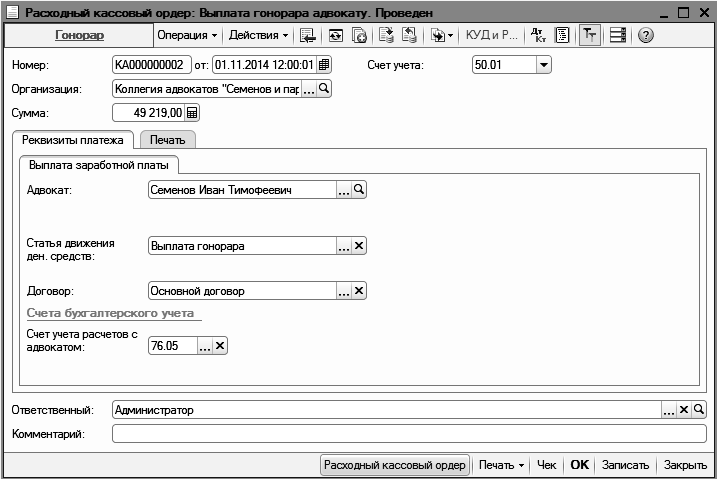 Расходный кассовый ордер: Выплата гонорара адвокату. Проведен
Гонорар Операция Действия КУД и Р... Дт Кт
Номер: КА000000002 от: 01.11.2014 12:00:01 Счет учета: 50.01
Организация: Коллегия адвокатов "Семенов и пар ...
Сумма: 49 219,00
Реквизиты платежа Печать
Выплата заработной платы
Адвокат: Семенов Иван Тимофеевич ...
Статья движения
ден. средств: Выплата гонорара ...
Договор: Основной договор ...
Счета бухгалтерского учета
Счет учета расчетов с
адвокатом: 76.05 ...
Ответственный: Администратор ...
Комментарий:
Расходный кассовый ордер Печать Чек OK Записать Закрыть